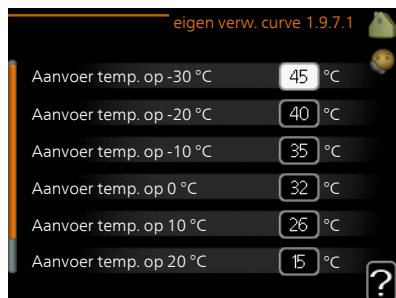 eigen verw. curve 1.9.7.1
Aanvoer temp. op -30 °C 45 °C
Aanvoer temp. op -20 °C 40 °C
Aanvoer temp. op -10 °C 35 °C
Aanvoer temp. op 0 °C 32 °C
Aanvoer temp. op 10 °C 26 °C
Aanvoer temp. op 20 °C 15 °C
?